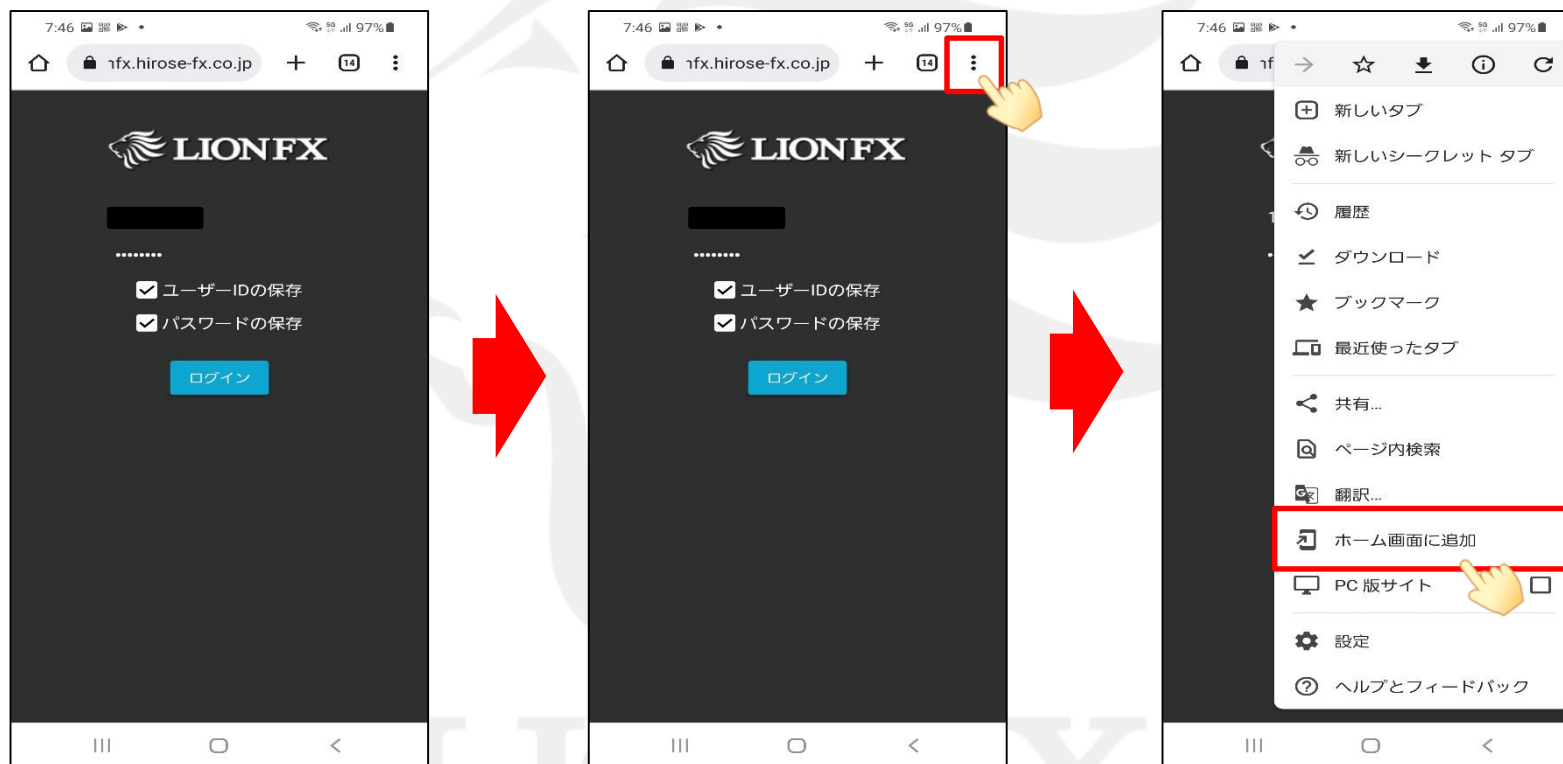 7:46 97%
nfx.hirose-fx.co.jp 14
LION FX
ユーザーIDの保存
パスワードの保存
ログイン
7:46 97%
nfx.hirose-fx.co.jp 14
LION FX
ユーザーIDの保存
パスワードの保存
ログイン
7:46 97%
新しいタブ
新しいシークレット タブ
履歴
ダウンロード
ブックマーク
最近使ったタブ
共有...
ページ内検索
翻訳...
ホーム画面に追加
PC 版サイト
設定
ヘルプとフィードバック